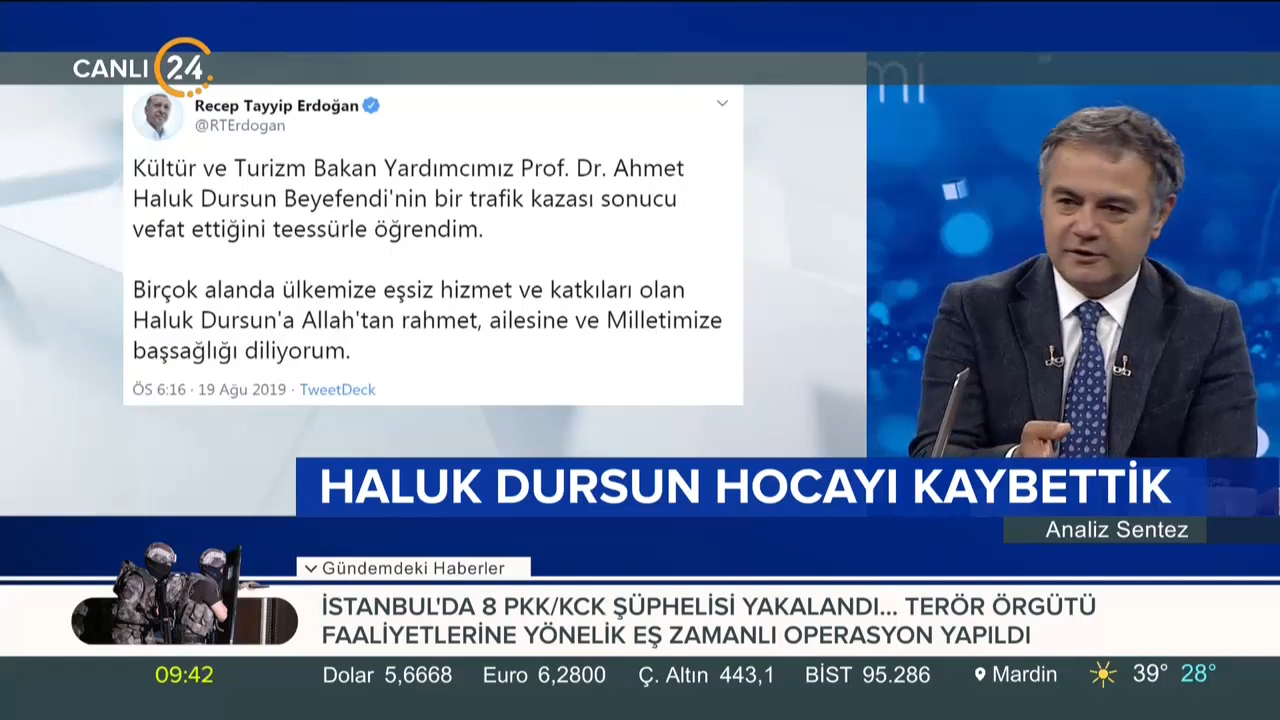 CANLI 24
mi
Recep Tayyip Erdoğan
@RTErdogan
Kültür ve Turizm Bakan Yardımcımız Prof. Dr. Ahmet
Haluk Dursun Beyefendi'nin bir trafik kazası sonucu
vefat ettiğini teessürle öğrendim.
Birçok alanda ülkemize eşsiz hizmet ve katkıları olan
Haluk Dursun'a Allah'tan rahmet, ailesine ve Milletimize
başsağlığı diliyorum.
ÖS 6:16 · 19 Ağu 2019 · TweetDeck
HALUK DURSUN HOCAYI KAYBETTİK
Analiz Sentez
Gündemdeki Haberler
İSTANBUL'DA 8 PKK/KCK ŞÜPHELİSİ YAKALANDI... TERÖR ÖRGÜTÜ
FAALİYETLERİNE YÖNELİK EŞ ZAMANLI OPERASYON YAPILDI
09:42 Dolar 5,6668 Euro 6,2800 Ç. Altın 443,1 BİST 95.286 Mardin 39° 28°